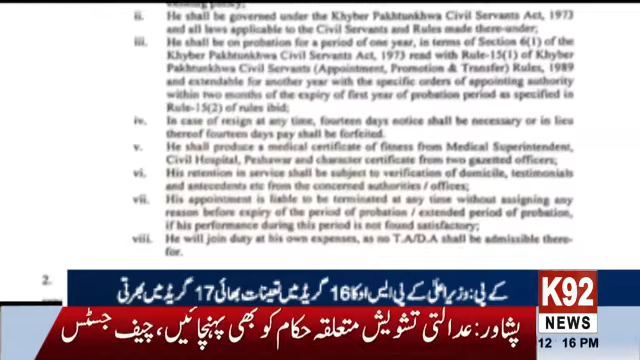 existing policy;
ii. He shall be governed under the Khyber Pakhtunkhwa Civil Servants Act, 1973
and all laws applicable to the Civil Servants and Rules made there-under;
iii. He shall be on probation for a period of one year, in terms of Section 6(1) of the
Khyber Pakhtunkhwa Civil Servants Act, 1973 read with Rule-15(1) of Khyber
Pakhtunkhwa Civil Servants (Appointment, Promotion & Transfer) Rules, 1989
and extendable for another year with the specific orders of appointing authority
within two months of the expiry of first year of probation period as specified in
Rule-15(2) of rules ibid;
iv. In case of resign at any time, fourteen days notice shall be necessary or in lieu
thereof fourteen days pay shall be forfeited.
v. He shall produce a medical certificate of fitness from Medical Superintendent,
Civil Hospital, Peshawar and character certificate from two gazetted officers;
vi. His retention in service shall be subject to verification of domicile, testimonials
and antecedents etc from the concerned authorities / offices;
vii. His appointment is liable to be terminated at any time without assigning any
reason before expiry of the period of probation / extended period of probation,
if his performance during this period is not found satisfactory;
viii. He will join duty at his own expenses, as no T.A/D.A shall be admissible there-
for.
2.
کے پی: وزیراعلیٰ کے پی ایس او کا 16 گریڈ میں تعینات بھائی 17 گریڈ میں بھرتی
پشاور: عدالتی تشویش متعلقہ حکام کو بھی پہنچائیں، چیف جسٹس
K92
NEWS
12 16 PM